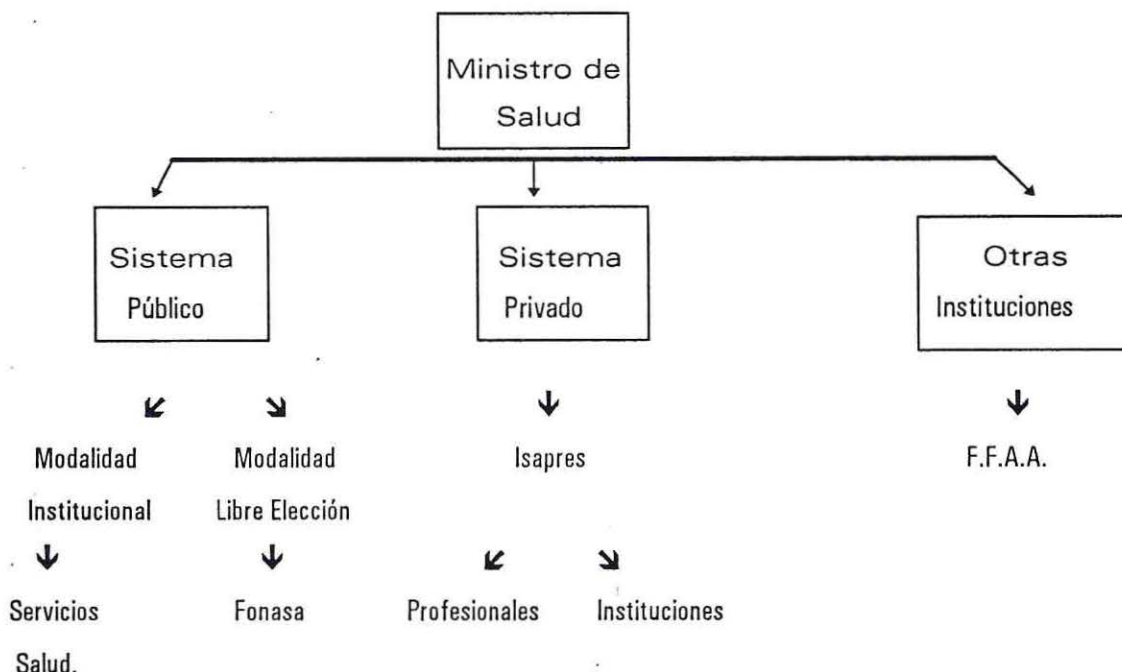 Ministro de
Salud
Sistema
Público
Sistema
Privado
Otras
Instituciones
Modalidad
Institucional
Modalidad
Libre Elección
Isapres
F.F.A.A.
Servicios
Salud.
Fonasa
Profesionales
Instituciones